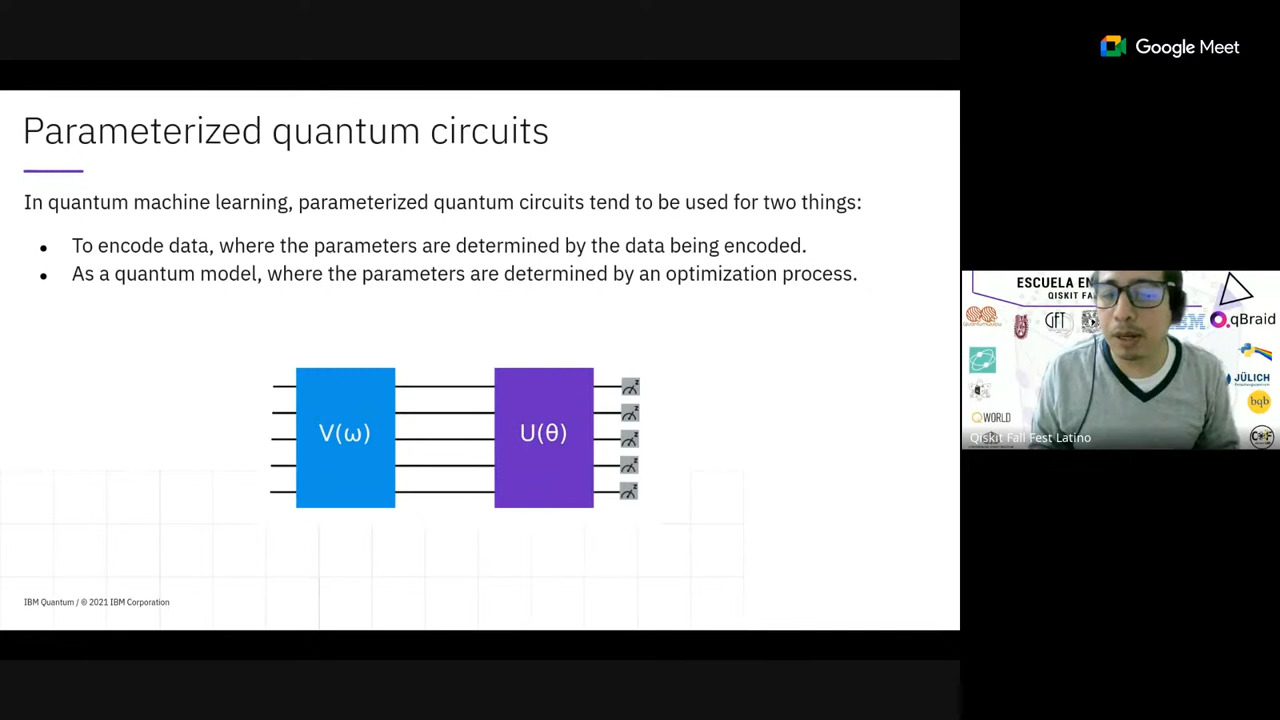 Google Meet
Parameterized quantum circuits
In quantum machine learning, parameterized quantum circuits tend to be used for two things:
• To encode data, where the parameters are determined by the data being encoded.
• As a quantum model, where the parameters are determined by an optimization process.
V(ω)
U(θ)
z
z
z
z
z
IBM Quantum / © 2021 IBM Corporation
ESCUELA EN
QISKIT FA
GFT
IBM
qBraid
JÜLICH
bqb
QWORLD
Qiskit Fall Fest Latino